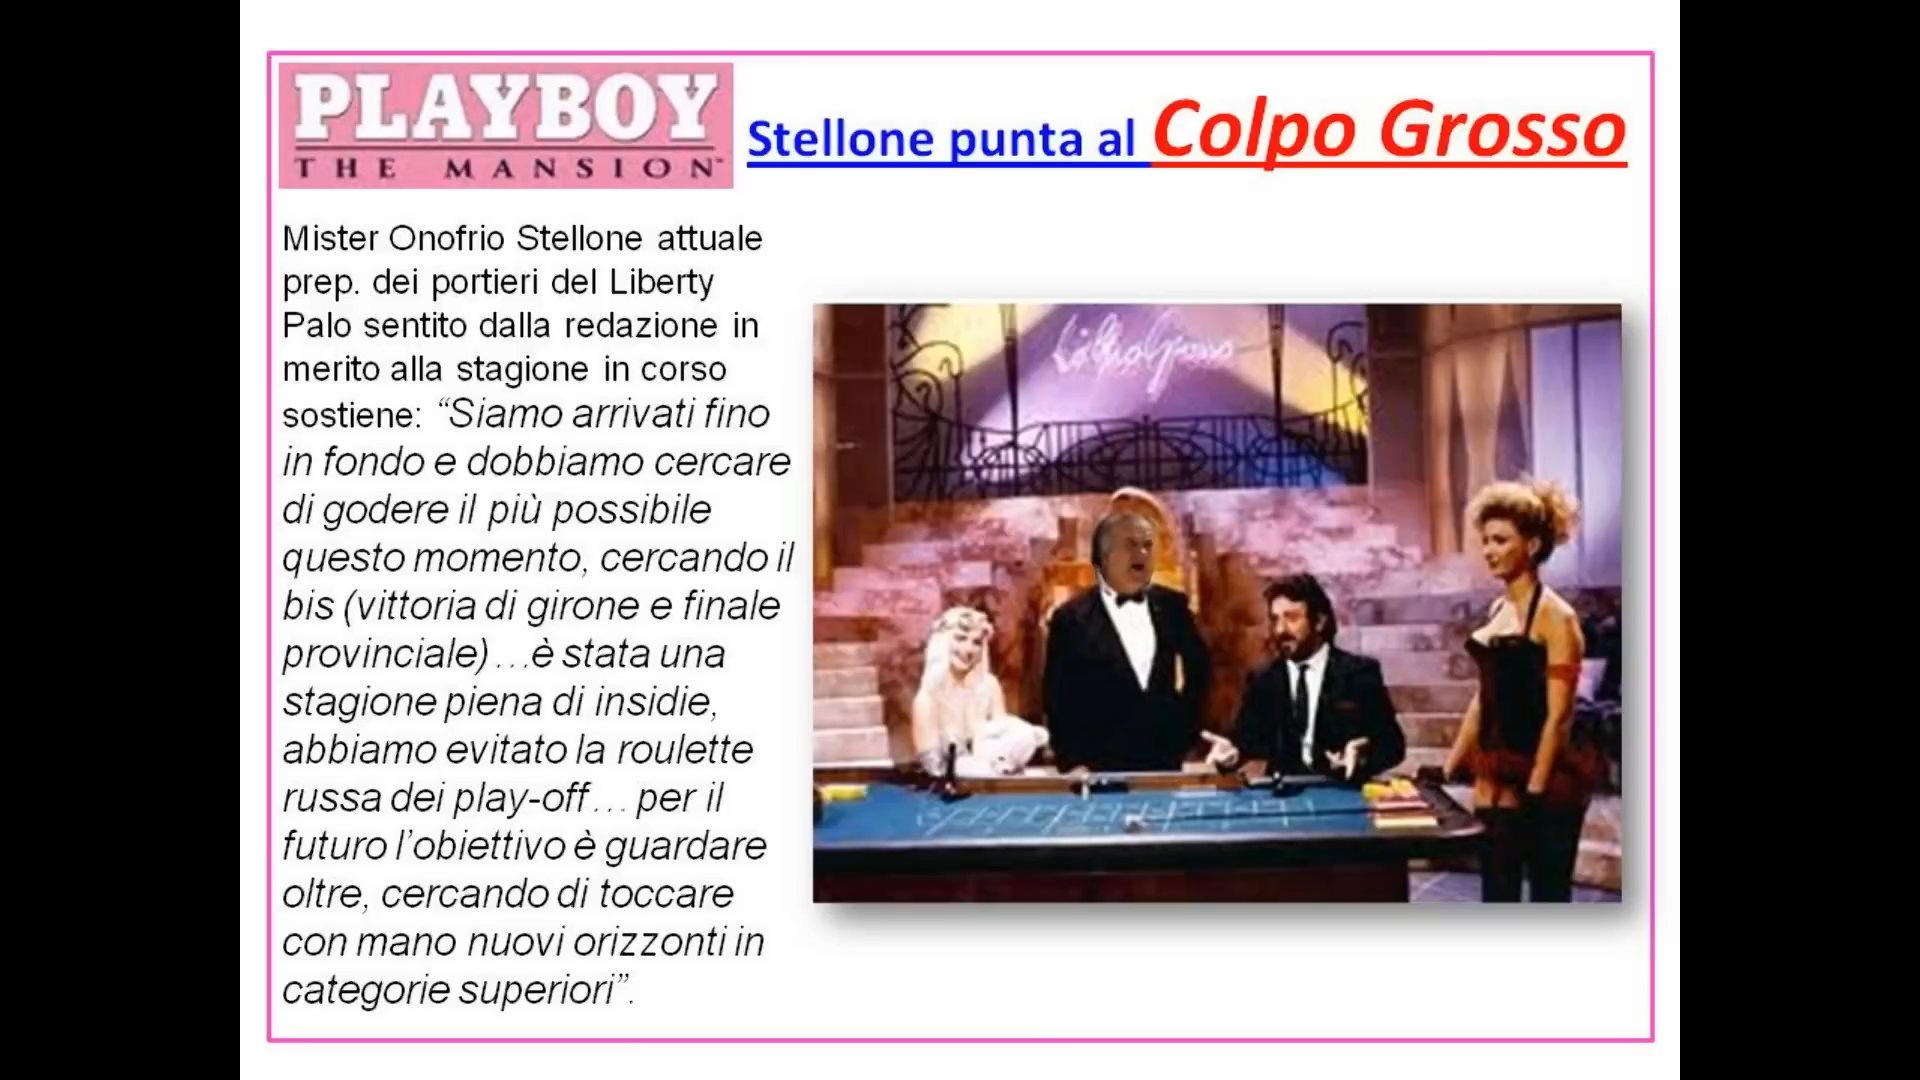 PLAYBOY
THE MANSION
Stellone punta al Colpo Grosso
Mister Onofrio Stellone attuale
prep. dei portieri del Liberty
Palo sentito dalla redazione in
merito alla stagione in corso
sostiene: “Siamo arrivati fino
in fondo e dobbiamo cercare
di godere il più possibile
questo momento, cercando il
bis (vittoria di girone e finale
provinciale)…è stata una
stagione piena di insidie,
abbiamo evitato la roulette
russa dei play-off… per il
futuro l’obiettivo è guardare
oltre, cercando di toccare
con mano nuovi orizzonti in
categorie superiori”.
Colpo Grosso